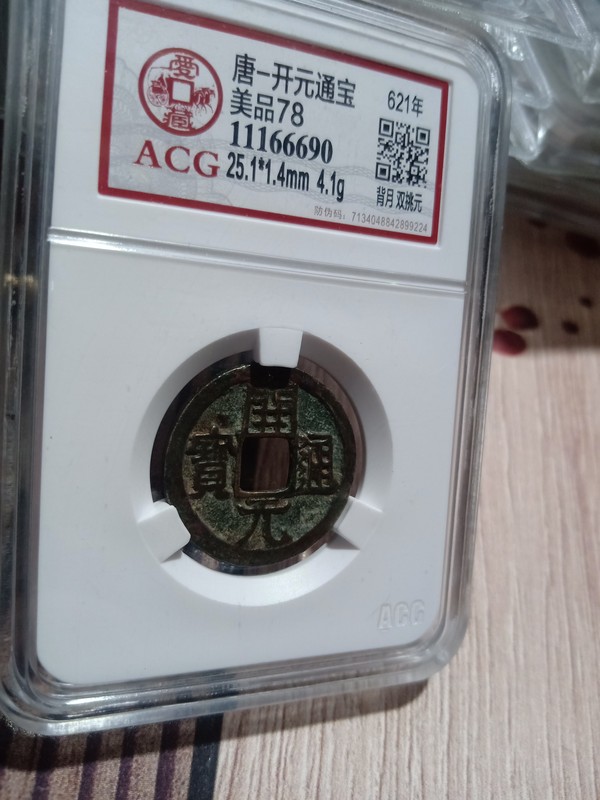 愛
藏
唐-开元通宝
621年
美品78
11166690
ACG
25.1*1.4mm 4.1g
背月 双挑元
防伪码：7134048842899224
開
寶 通
元
ACG